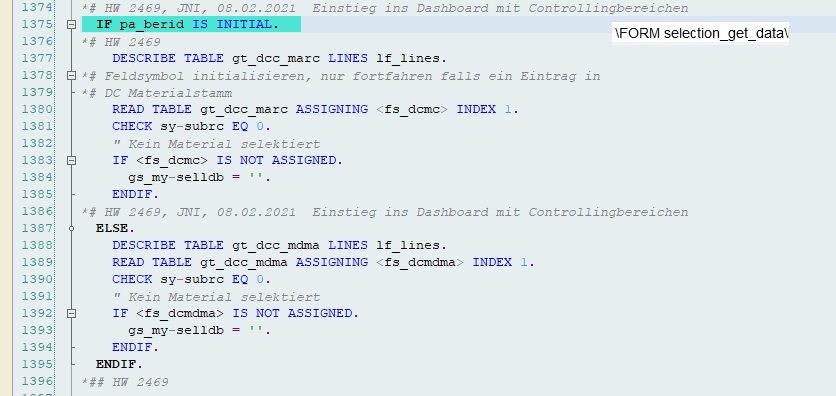 1374 *# HW 2469, JNI, 08.02.2021  Einstieg ins Dashboard mit Controllingbereichen
1375 IF pa_berid IS INITIAL.
\FORM selection_get_data\
1376 *# HW 2469
1377 DESCRIBE TABLE gt_dcc_marc LINES lf_lines.
1378 *# Feldsymbol initialisieren, nur fortfahren falls ein Eintrag in
1379 *# DC Materialstamm
1380 READ TABLE gt_dcc_marc ASSIGNING <fs_dcmc> INDEX 1.
1381 CHECK sy-subrc EQ 0.
1382 " Kein Material selektiert
1383 IF <fs_dcmc> IS NOT ASSIGNED.
1384 gs_my-selldb = ''.
1385 ENDIF.
1386 *# HW 2469, JNI, 08.02.2021  Einstieg ins Dashboard mit Controllingbereichen
1387 ELSE.
1388 DESCRIBE TABLE gt_dcc_mdma LINES lf_lines.
1389 READ TABLE gt_dcc_mdma ASSIGNING <fs_dcmdma> INDEX 1.
1390 CHECK sy-subrc EQ 0.
1391 " Kein Material selektiert
1392 IF <fs_dcmdma> IS NOT ASSIGNED.
1393 gs_my-selldb = ''.
1394 ENDIF.
1395 ENDIF.
1396 *## HW 2469